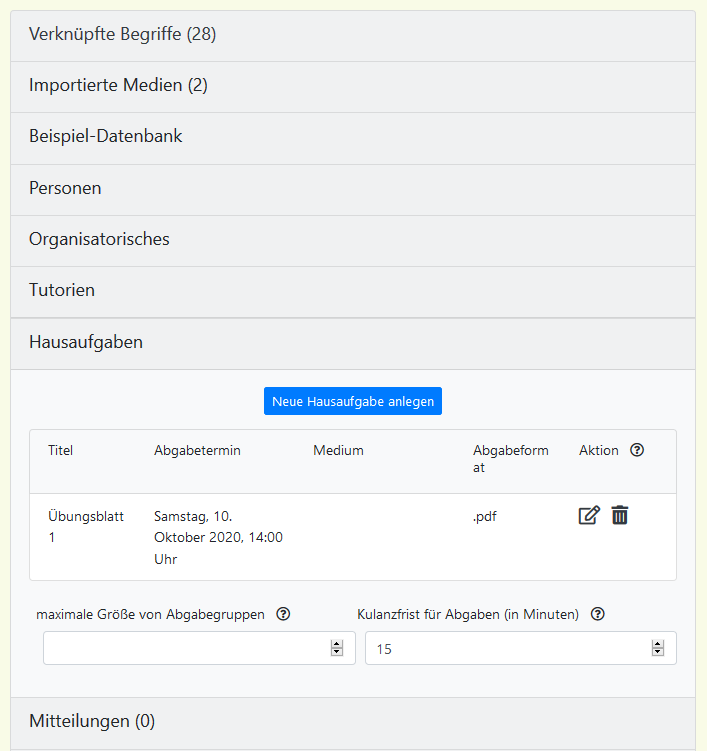 Verknüpfte Begriffe (28)
Importierte Medien (2)
Beispiel-Datenbank
Personen
Organisatorisches
Tutorien
Hausaufgaben
Neue Hausaufgabe anlegen
Titel Abgabetermin Medium Abgabeform Aktion
at
Übungsblatt Samstag, 10. .pdf
1 Oktober 2020, 14:00
Uhr
maximale Größe von Abgabegruppen Kulanzfrist für Abgaben (in Minuten)
15
Mitteilungen (0)